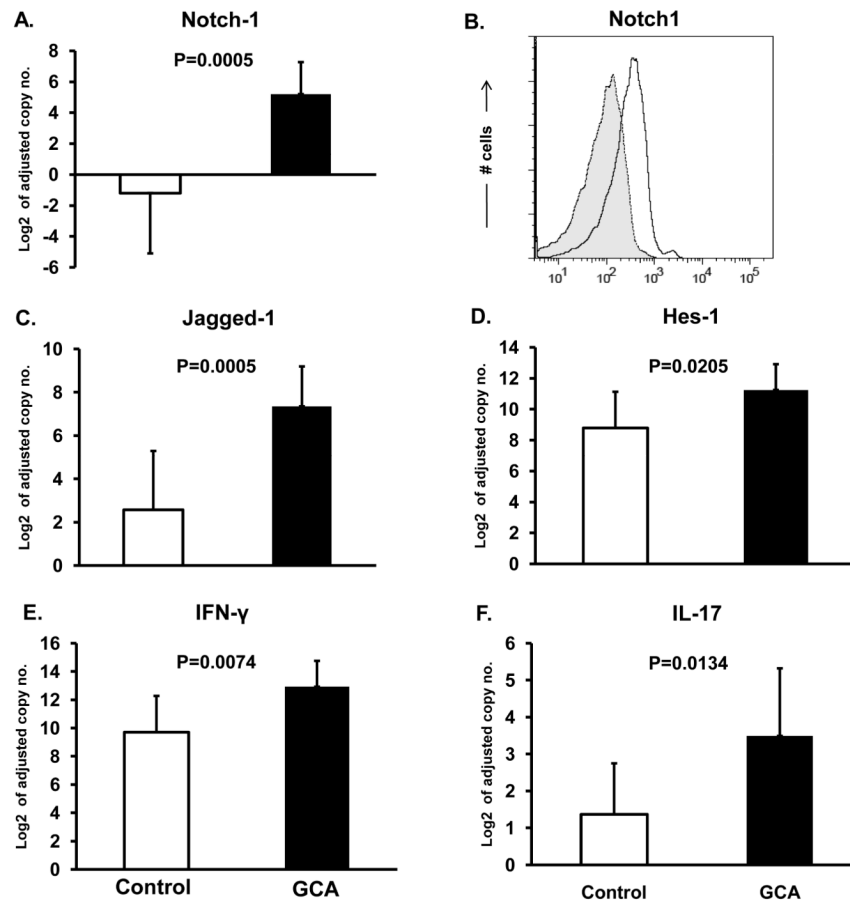 A.
Notch-1
P=0.0005
Log2 of adjusted copy no.
8
6
4
2
0
-2
-4
-6
B.
Notch1
# cells
10¹ 10² 10³ 10⁴ 10⁵
C.
Jagged-1
P=0.0005
Log2 of adjusted copy no.
10
8
6
4
2
0
D.
Hes-1
P=0.0205
Log2 of adjusted copy no.
14
12
10
8
6
4
2
0
E.
IFN-γ
P=0.0074
Log2 of adjusted copy no.
16
14
12
10
8
6
4
2
0
Control GCA
F.
IL-17
P=0.0134
Log2 of adjusted copy no.
6
5
4
3
2
1
0
Control GCA